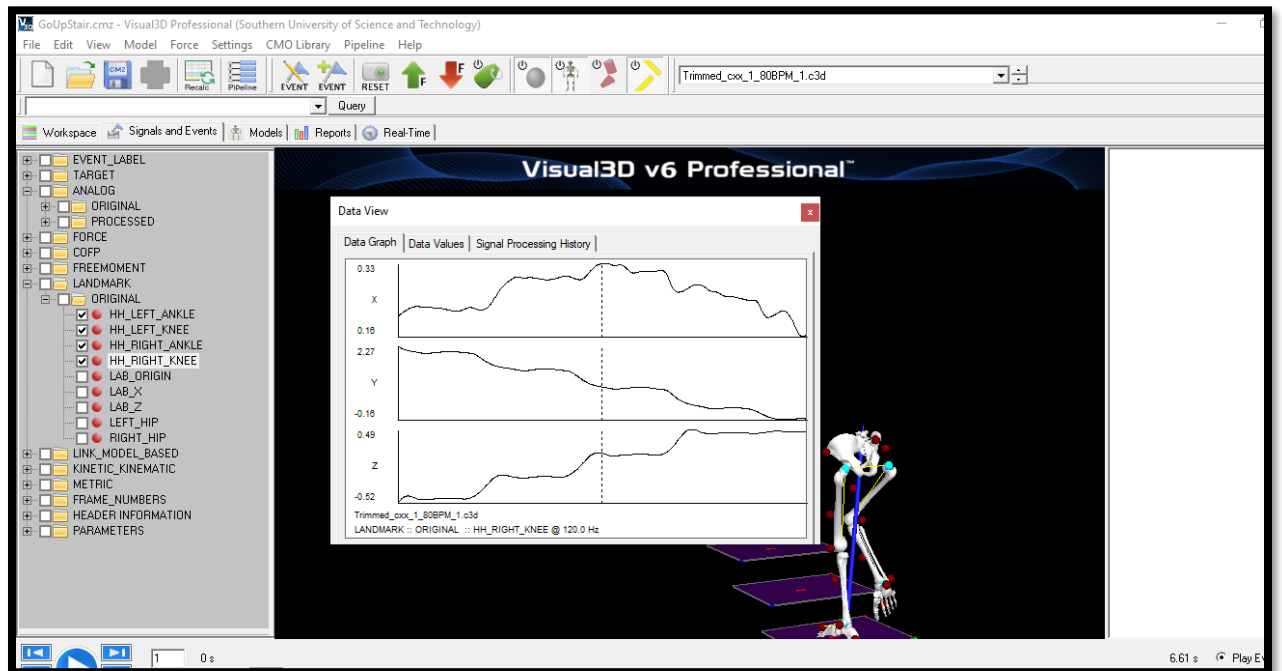 GoUpStair.cmz - Visual3D Professional (Southern University of Science and Technology)
File Edit View Model Force Settings CMO Library Pipeline Help
CMZ Recalc Pipeline EVENT EVENT RESET F F Trimmed_cxx_1_80BPM_1.c3d
Query
Workspace Signals and Events Models Reports Real-Time
EVENT_LABEL
TARGET
ANALOG
ORIGINAL
PROCESSED
FORCE
COFP
FREEMOMENT
LANDMARK
ORIGINAL
HH_LEFT_ANKLE
HH_LEFT_KNEE
HH_RIGHT_ANKLE
HH_RIGHT_KNEE
LAB_ORIGIN
LAB_X
LAB_Z
LEFT_HIP
RIGHT_HIP
LINK_MODEL_BASED
KINETIC_KINEMATIC
METRIC
FRAME_NUMBERS
HEADER INFORMATION
PARAMETERS
Visual3D v6 Professional™
Data View
Data Graph Data Values Signal Processing History
0.33
X
0.16
2.27
Y
-0.16
0.49
Z
-0.52
Trimmed_cxx_1_80BPM_1.c3d
LANDMARK :: ORIGINAL :: HH_RIGHT_KNEE @ 120.0 Hz
1 0 s 6.61 s Play E